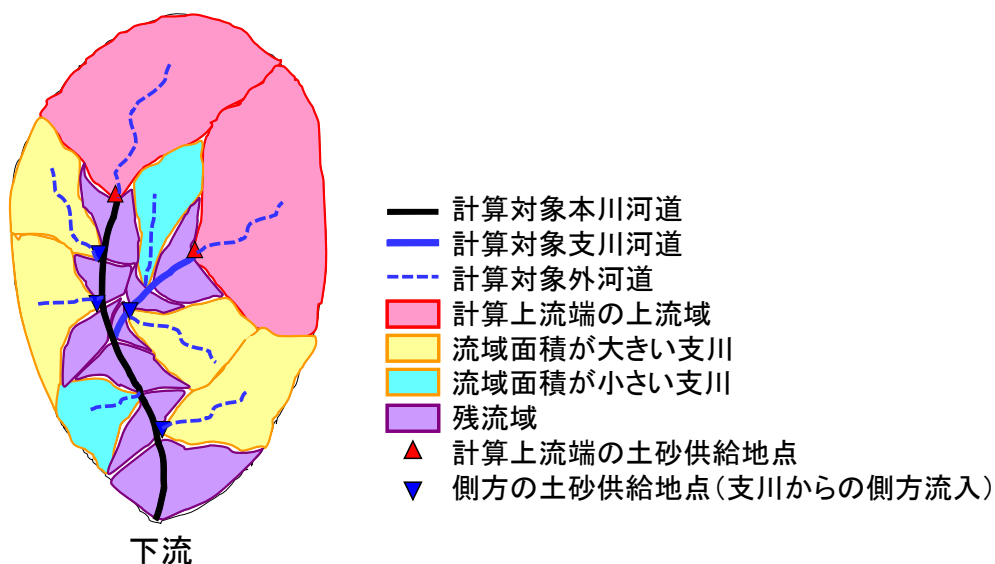 計算対象本川河道
計算対象支川河道
計算対象外河道
計算上流端の上流域
流域面積が大きい支川
流域面積が小さい支川
残流域
計算上流端の土砂供給地点
側方の土砂供給地点(支川からの側方流入)
下流